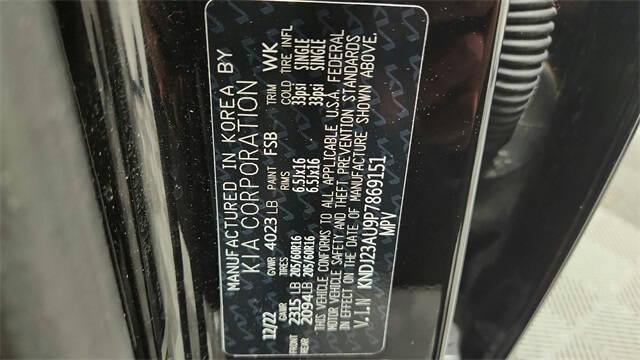 MANUFACTURED IN KOREA BY
KIA CORPORATION
12/22 GVWR 4023 LB PAINT FSB TRIM WK
GAWR TIRES RIMS COLD TIRE INFL
FRONT 2315 LB 205/60R16 6.5JX16 33psi SINGLE
REAR 2094 LB 205/60R16 6.5JX16 33psi SINGLE
THIS VEHICLE CONFORMS TO ALL APPLICABLE U.S.A. FEDERAL
MOTOR VEHICLE SAFETY AND THEFT PREVENTION STANDARDS
IN EFFECT ON THE DATE OF MANUFACTURE SHOWN ABOVE.
V.I.N KNDJ23AU9P7869151
MPV